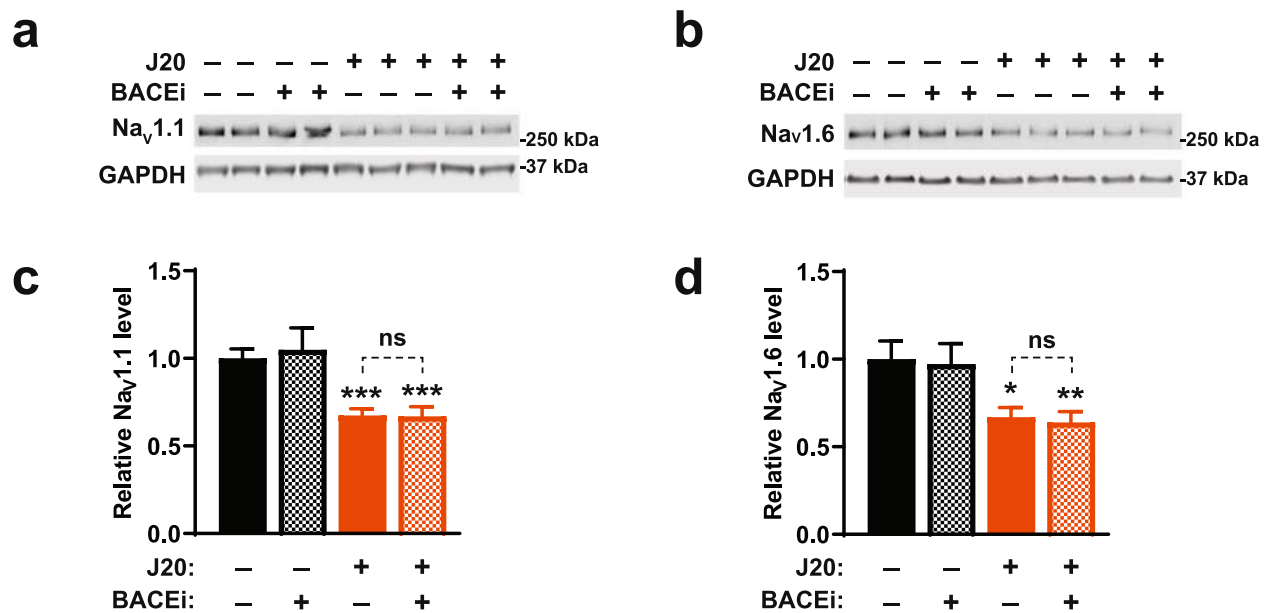 a
J20 – – – – + + + + +
BACEi – – + + – – – + +
Nav1.1
-250 kDa
GAPDH
-37 kDa
b
J20 – – – – + + + + +
BACEi – – + + – – – + +
Nav1.6
-250 kDa
GAPDH
-37 kDa
c
Relative Nav1.1 level
1.5
1.0
0.5
0.0
ns
*** ***
J20: – – + +
BACEi: – + – +
d
Relative Nav1.6 level
1.5
1.0
0.5
0.0
ns
* **
J20: – – + +
BACEi: – + – +